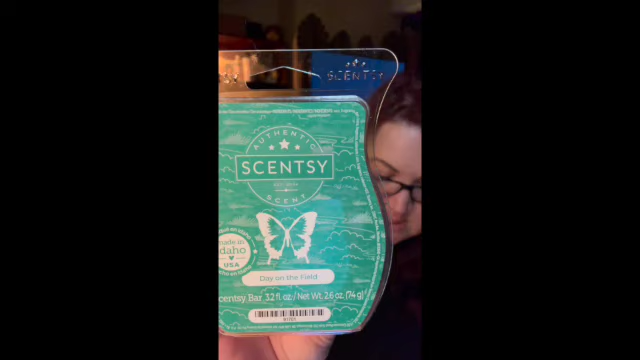 SCENTSY
AUTHENTIC
SCENTSY
SCENT
made in
Idaho
USA
Day on the Field
centsy Bar 3.2 fl. oz. / Net Wt. 2.6 oz. (74 g)